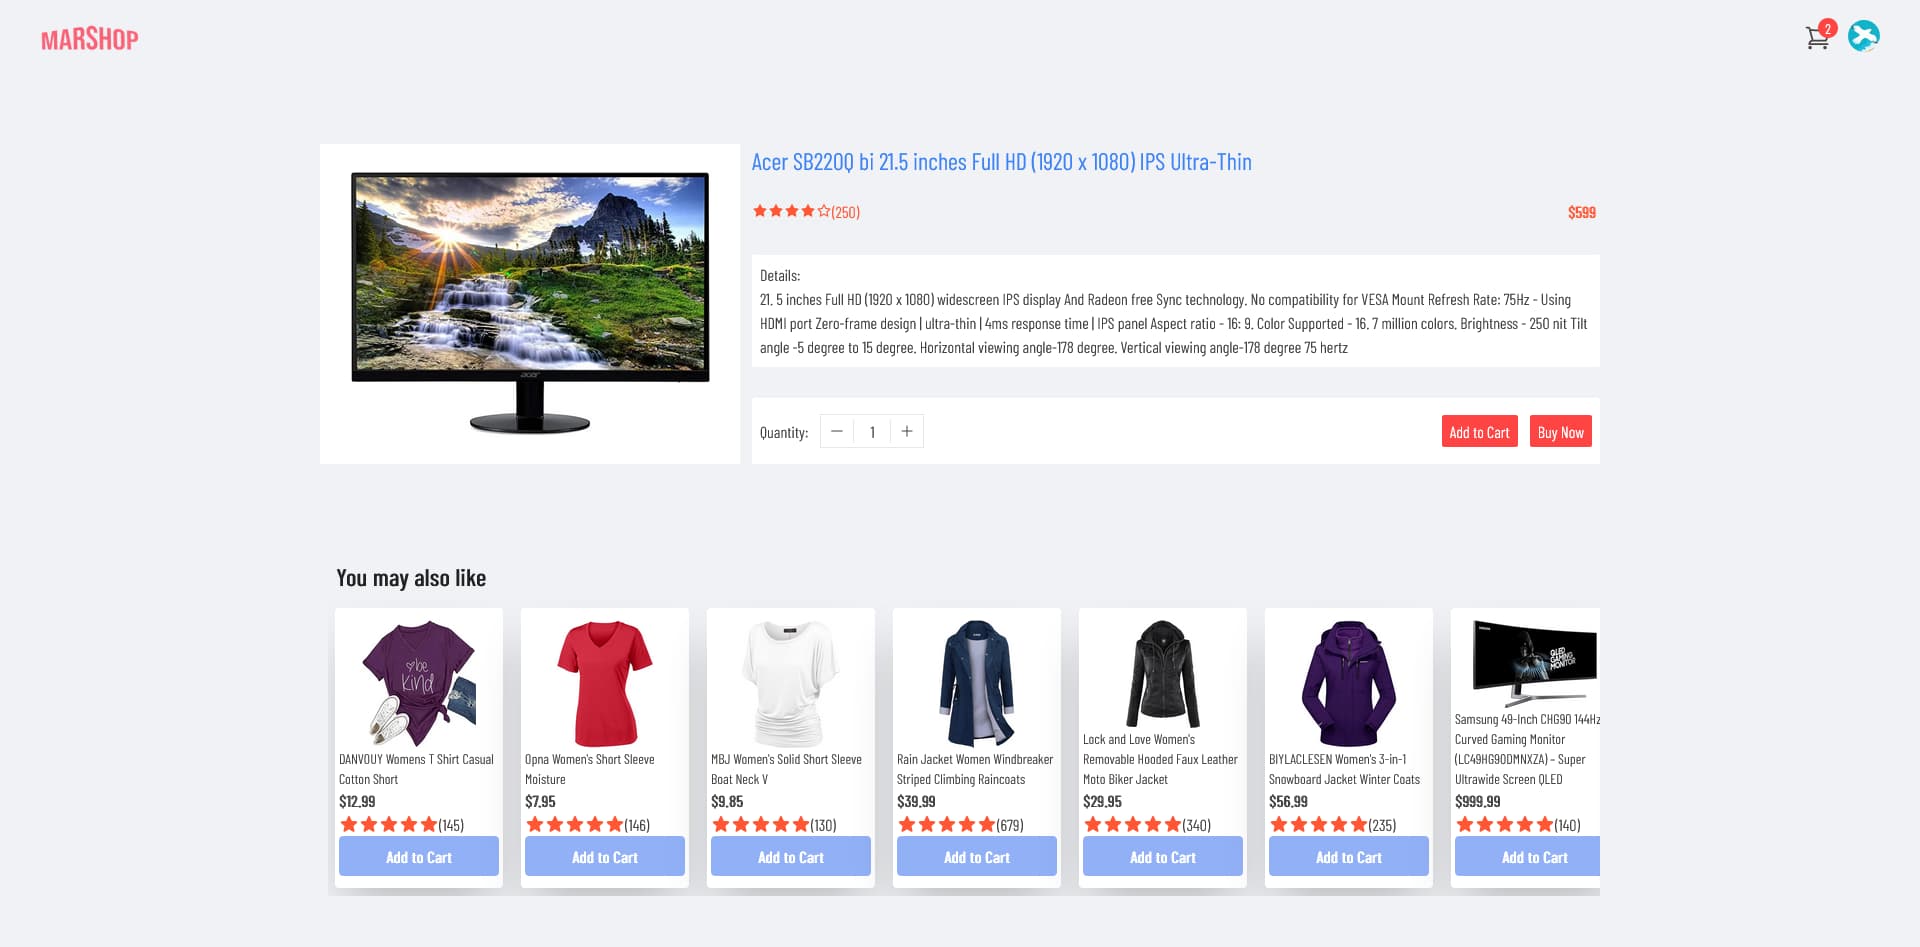 MARSHOP
2
Acer SB220Q bi 21.5 inches Full HD (1920 x 1080) IPS Ultra-Thin
(250)
$599
Details:
21. 5 inches Full HD (1920 x 1080) widescreen IPS display And Radeon free Sync technology. No compatibility for VESA Mount Refresh Rate: 75Hz - Using
HDMI port Zero-frame design | ultra-thin | 4ms response time | IPS panel Aspect ratio - 16: 9. Color Supported - 16. 7 million colors. Brightness - 250 nit Tilt
angle -5 degree to 15 degree. Horizontal viewing angle-178 degree. Vertical viewing angle-178 degree 75 hertz
acer
Quantity:
1
Add to Cart
Buy Now
You may also like
be
kind
DANVOUY Womens T Shirt Casual
Cotton Short
$12.99
(145)
Add to Cart
Opna Women's Short Sleeve
Moisture
$7.95
(146)
Add to Cart
MBJ Women's Solid Short Sleeve
Boat Neck V
$9.85
(130)
Add to Cart
Rain Jacket Women Windbreaker
Striped Climbing Raincoats
$39.99
(679)
Add to Cart
Lock and Love Women's
Removable Hooded Faux Leather
Moto Biker Jacket
$29.95
(340)
Add to Cart
BIYLACLESEN Women's 3-in-1
Snowboard Jacket Winter Coats
$56.99
(235)
Add to Cart
SAMSUNG
QLED
GAMING
MONITOR
Samsung 49-Inch CHG90 144Hz
Curved Gaming Monitor
(LC49HG90DMNXZA) – Super
Ultrawide Screen QLED
$999.99
(140)
Add to Cart